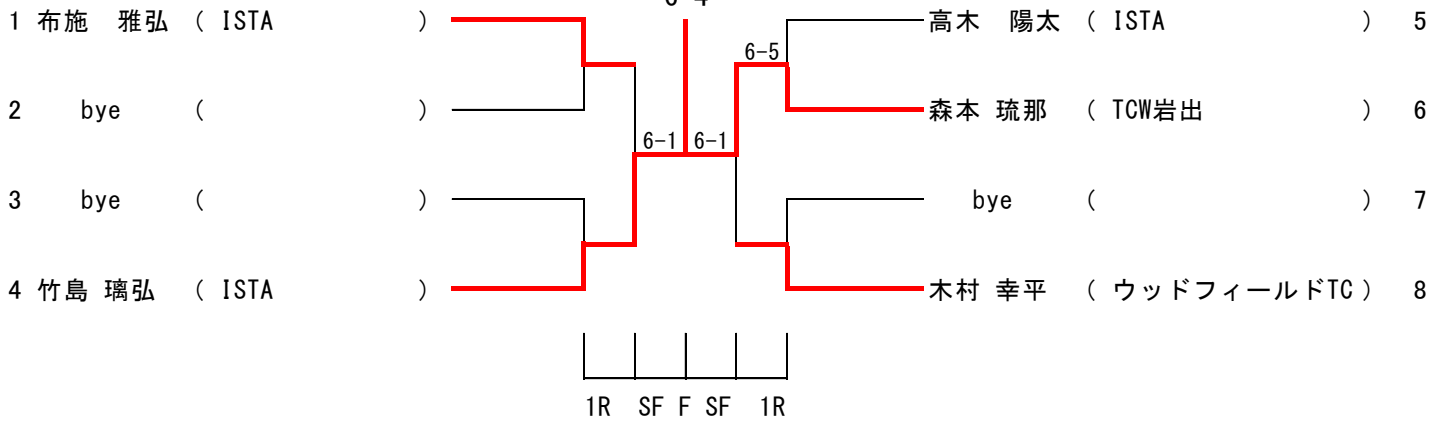 1 布施　雅弘 ( ISTA ) 高木　陽太 ( ISTA ) 5
6-5
2 bye ( ) 森本 琉那 ( TCW岩出 ) 6
6-1 6-1
3 bye ( ) bye ( ) 7
4 竹島 璃弘 ( ISTA ) 木村 幸平 ( ウッドフィールドTC ) 8
1R SF F SF 1R